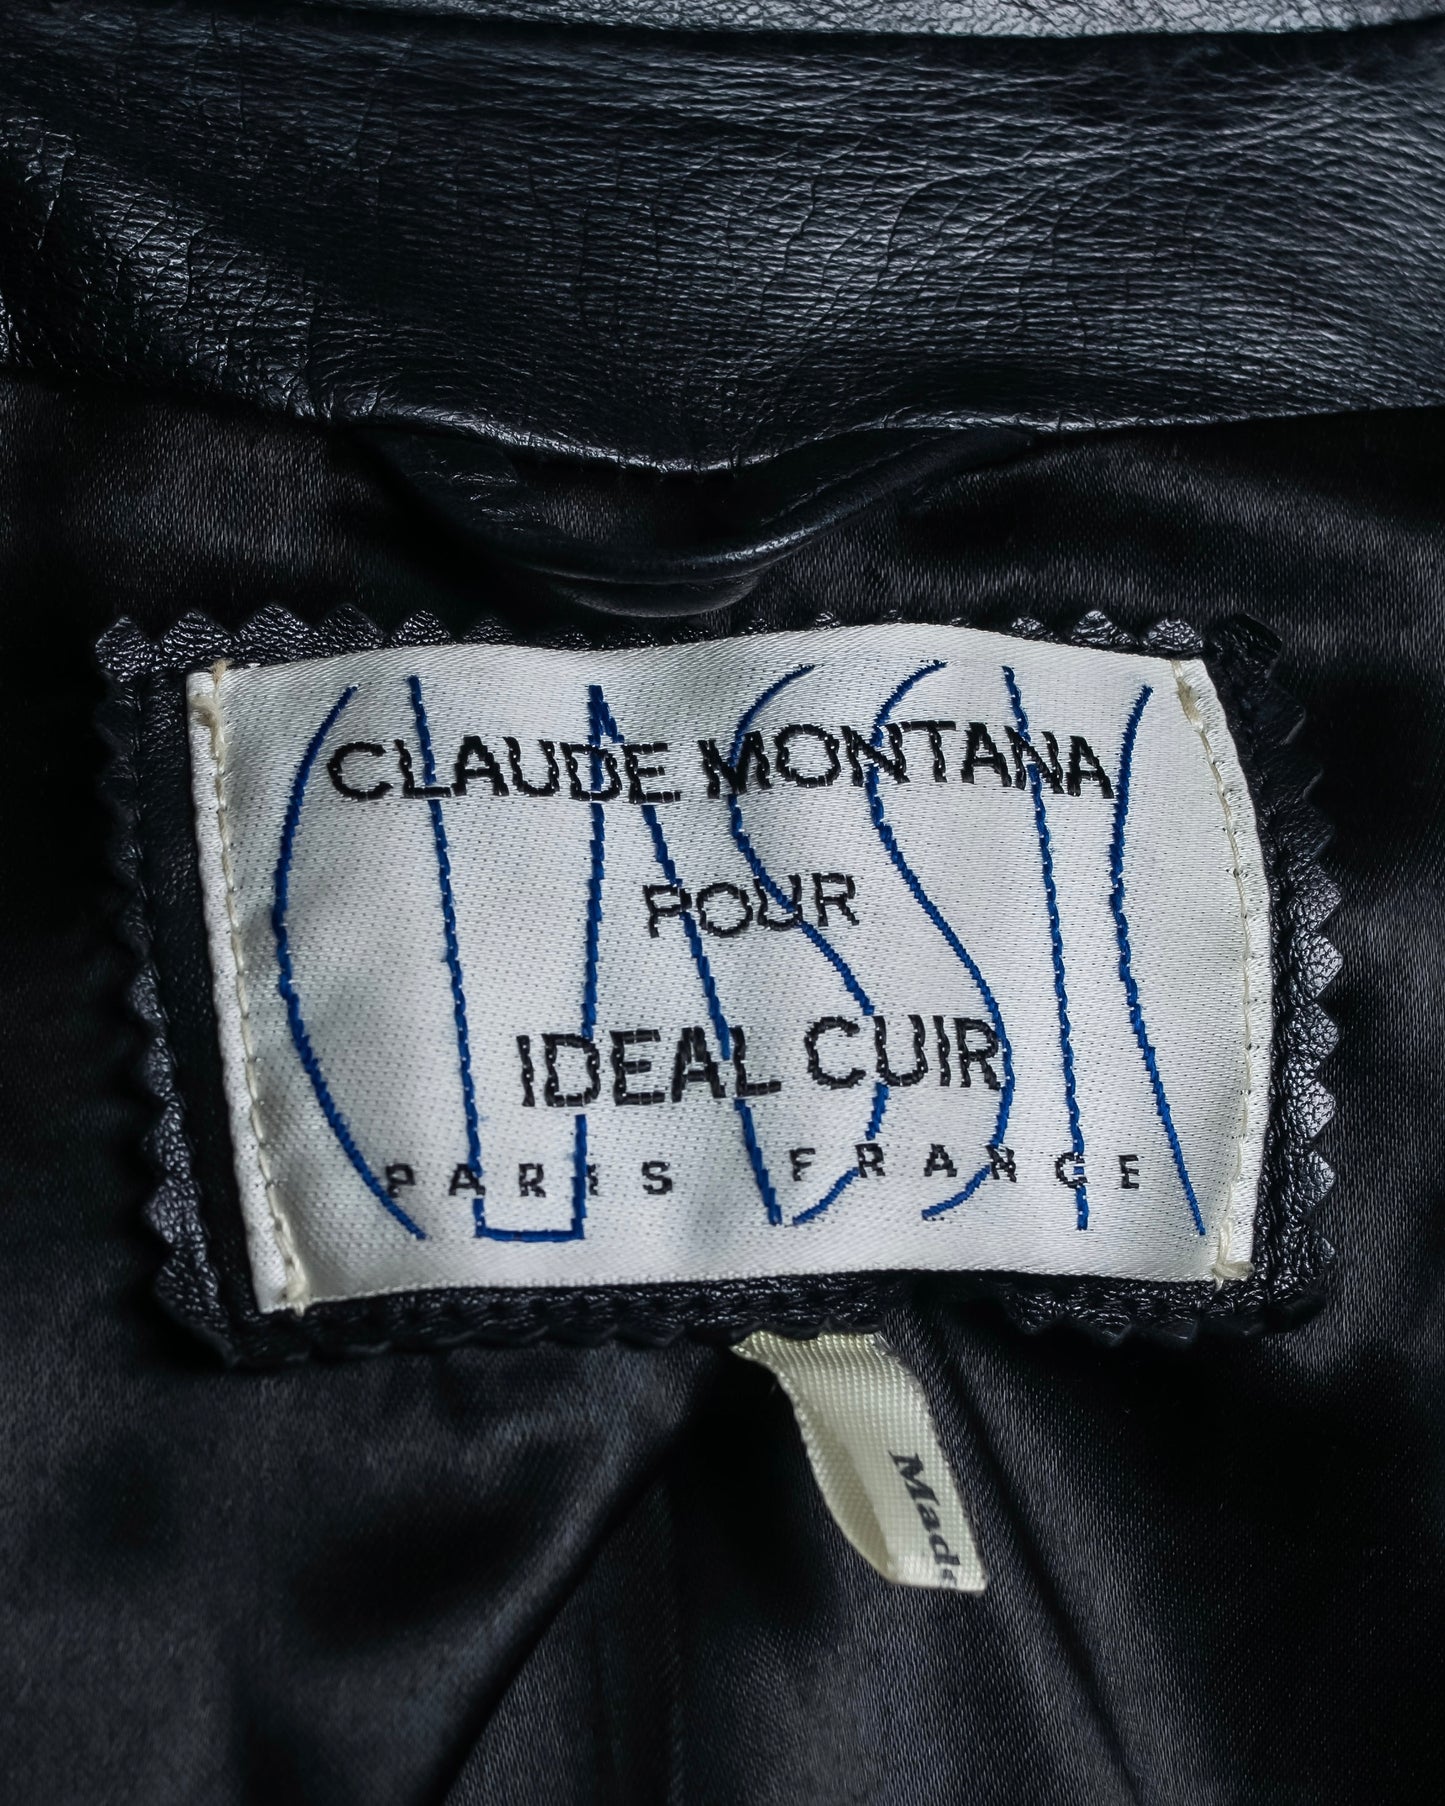 CLASSIC
CLAUDE MONTANA
POUR
IDEAL CUIR
PARIS FRANCE